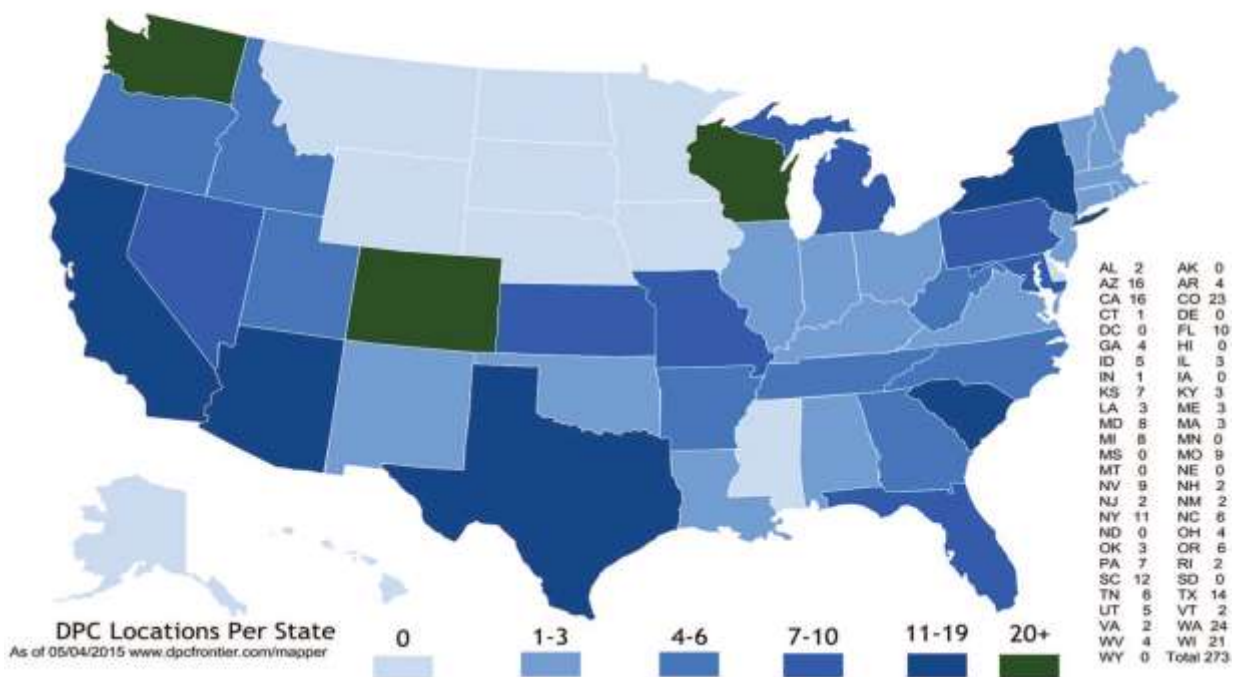 AL 2 AK 0
AZ 16 AR 4
CA 16 CO 23
CT 1 DE 0
DC 0 FL 10
GA 4 HI 0
ID 5 IL 3
IN 1 IA 0
KS 7 KY 3
LA 3 ME 3
MD 8 MA 3
MI 8 MN 0
MS 0 MO 9
MT 0 NE 0
NV 9 NH 2
NJ 2 NM 2
NY 11 NC 6
ND 0 OH 4
OK 3 OR 6
PA 7 RI 2
SC 12 SD 0
TN 6 TX 14
UT 5 VT 2
VA 2 WA 24
WV 4 WI 21
WY 0 Total 273
DPC Locations Per State
As of 05/04/2015 www.dpcfrontier.com/mapper
0 1-3 4-6 7-10 11-19 20+